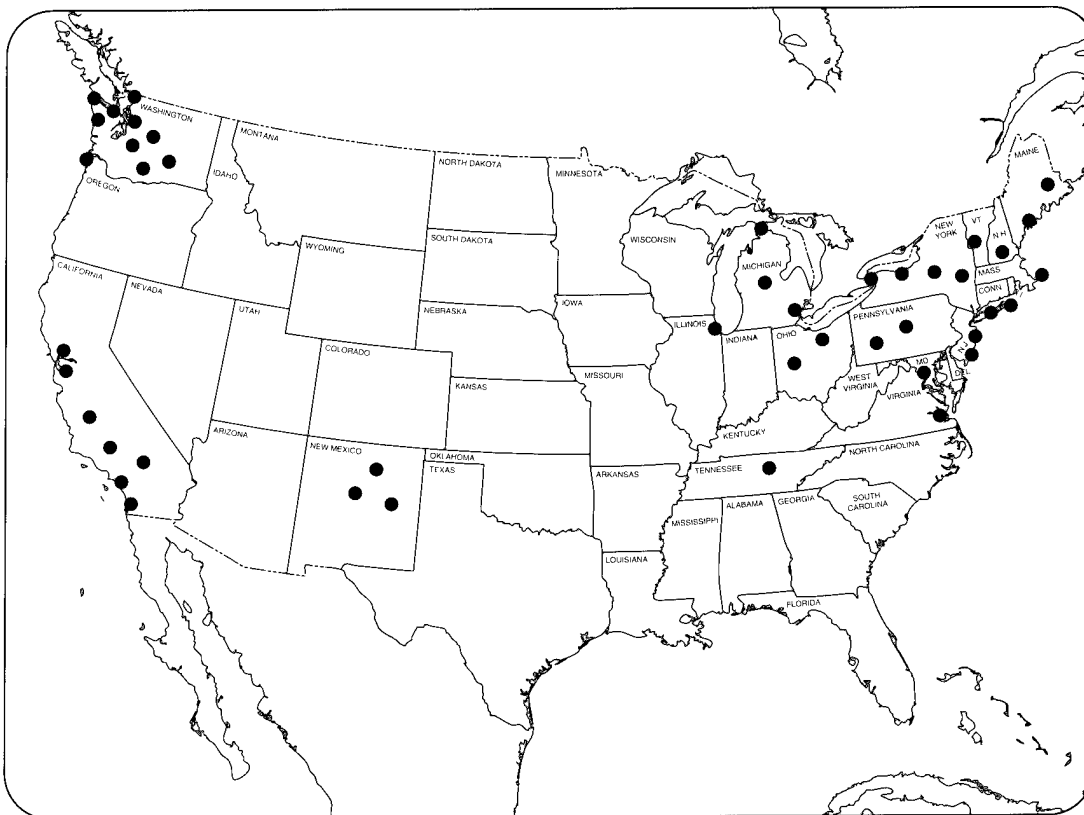 WASHINGTON
MONTANA
NORTH DAKOTA
MINNESOTA
MAINE
IDAHO
OREGON
SOUTH DAKOTA
WISCONSIN
NEW
YORK
VT
N H
WYOMING
MICHIGAN
MASS
CONN
CALIFORNIA
NEVADA
UTAH
NEBRASKA
IOWA
ILLINOIS
INDIANA
OHIO
PENNSYLVANIA
N J
COLORADO
KANSAS
MISSOURI
WEST
VIRGINIA
MD
DEL
VIRGINIA
KENTUCKY
ARIZONA
NEW MEXICO
OKLAHOMA
TEXAS
ARKANSAS
TENNESSEE
NORTH CAROLINA
MISSISSIPPI
ALABAMA
GEORGIA
SOUTH
CAROLINA
LOUISIANA
FLORIDA